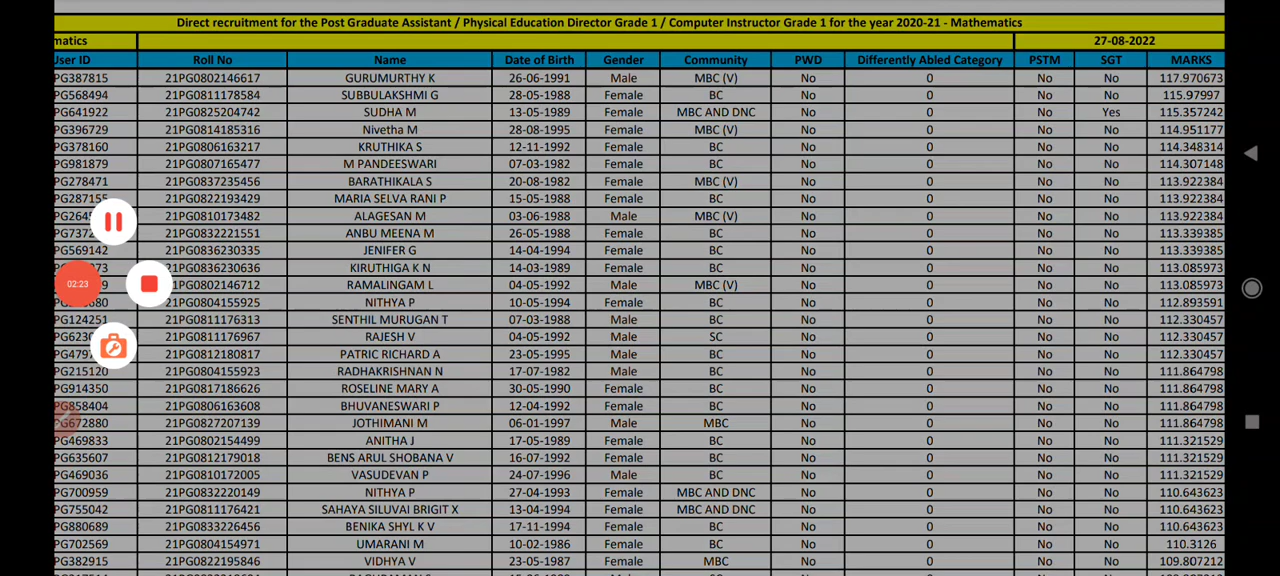 Direct recruitment for the Post Graduate Assistant / Physical Education Director Grade 1 / Computer Instructor Grade 1 for the year 2020-21 - Mathematics
matics 27-08-2022
User ID Roll No Name Date of Birth Gender Community PWD Differently Abled Category PSTM SGT MARKS
PG387815 21PG0802146617 GURUMURTHY K 26-06-1991 Male MBC (V) No 0 No No 117.970673
PG568494 21PG0811178584 SUBBULAKSHMI G 28-05-1988 Female BC No 0 No No 115.97997
PG641922 21PG0825204742 SUDHA M 13-05-1989 Female MBC AND DNC No 0 No Yes 115.357242
PG396729 21PG0814185316 Nivetha M 28-08-1995 Female MBC (V) No 0 No No 114.951177
PG378160 21PG0806163217 KRUTHIKA S 12-11-1992 Female BC No 0 No No 114.348314
PG981879 21PG0807165477 M PANDEESWARI 07-03-1982 Female BC No 0 No No 114.307148
PG278471 21PG0837235456 BARATHIKALA S 20-08-1982 Female MBC (V) No 0 No No 113.922384
PG287155 21PG0822193429 MARIA SELVA RANI P 15-05-1988 Female BC No 0 No No 113.922384
PG264 21PG0810173482 ALAGESAN M 03-06-1988 Male MBC (V) No 0 No No 113.922384
PG737 21PG0832221551 ANBU MEENA M 26-05-1988 Female BC No 0 No No 113.339385
PG569142 21PG0836230335 JENIFER G 14-04-1994 Female BC No 0 No No 113.339385
73 21PG0836230636 KIRUTHIGA K N 14-03-1989 Female BC No 0 No No 113.085973
02:23 9 21PG0802146712 RAMALINGAM L 04-05-1992 Male MBC (V) No 0 No No 113.085973
680 21PG0804155925 NITHYA P 10-05-1994 Female BC No 0 No No 112.893591
PG124251 21PG0811176313 SENTHIL MURUGAN T 07-03-1988 Male BC No 0 No No 112.330457
PG623 21PG0811176967 RAJESH V 04-05-1992 Male SC No 0 No No 112.330457
PG479 21PG0812180817 PATRIC RICHARD A 23-05-1995 Male BC No 0 No No 112.330457
PG215120 21PG0804155923 RADHAKRISHNAN N 17-07-1982 Male BC No 0 No No 111.864798
PG914350 21PG0817186626 ROSELINE MARY A 30-05-1990 Female BC No 0 No No 111.864798
PG858404 21PG0806163608 BHUVANESWARI P 12-04-1992 Female BC No 0 No No 111.864798
PG672880 21PG0827207139 JOTHIMANI M 06-01-1997 Male MBC No 0 No No 111.864798
PG469833 21PG0802154499 ANITHA J 17-05-1989 Female BC No 0 No No 111.321529
PG635607 21PG0812179018 BENS ARUL SHOBANA V 16-07-1992 Female BC No 0 No No 111.321529
PG469036 21PG0810172005 VASUDEVAN P 24-07-1996 Male BC No 0 No No 111.321529
PG700959 21PG0832220149 NITHYA P 27-04-1993 Female MBC AND DNC No 0 No No 110.643623
PG755042 21PG0811176421 SAHAYA SILUVAI BRIGIT X 13-04-1994 Female MBC AND DNC No 0 No No 110.643623
PG880689 21PG0833226456 BENIKA SHYL K V 17-11-1994 Female BC No 0 No No 110.643623
PG702569 21PG0804154971 UMARANI M 10-02-1986 Female BC No 0 No No 110.3126
PG382915 21PG0822195846 VIDHYA V 23-05-1987 Female MBC No 0 No No 109.807212